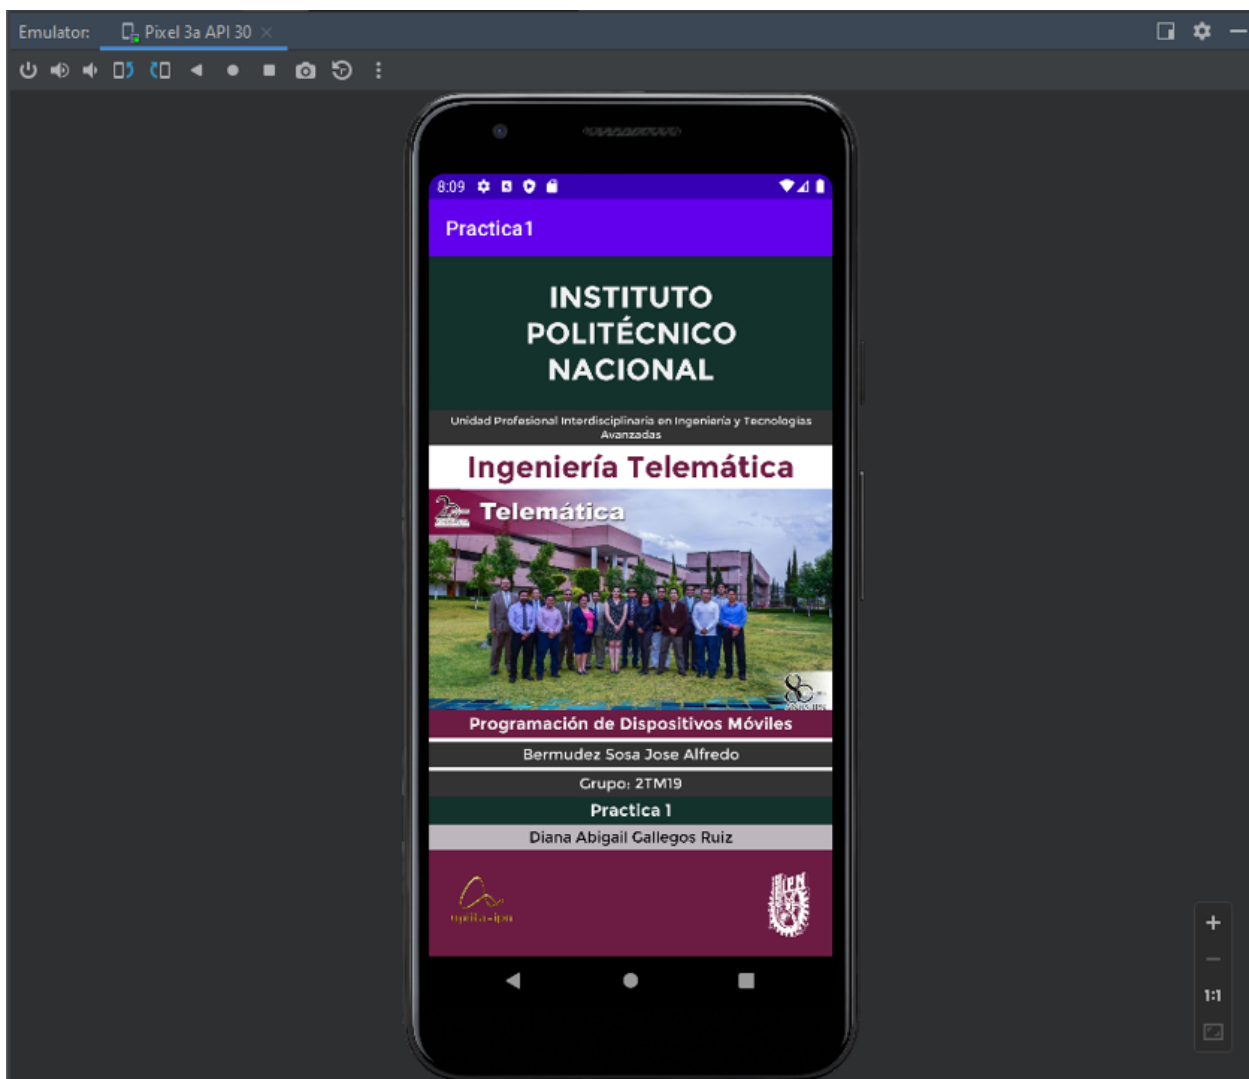 Emulator: Pixel 3a API 30
8:09
Practica1
INSTITUTO
POLITÉCNICO
NACIONAL
Unidad Profesional Interdisciplinaria en Ingeniería y Tecnologías
Avanzadas
Ingeniería Telemática
Telemática
Programación de Dispositivos Móviles
Bermudez Sosa Jose Alfredo
Grupo: 2TM19
Practica 1
Diana Abigail Gallegos Ruiz
upiita-ipn
IPN
1:1